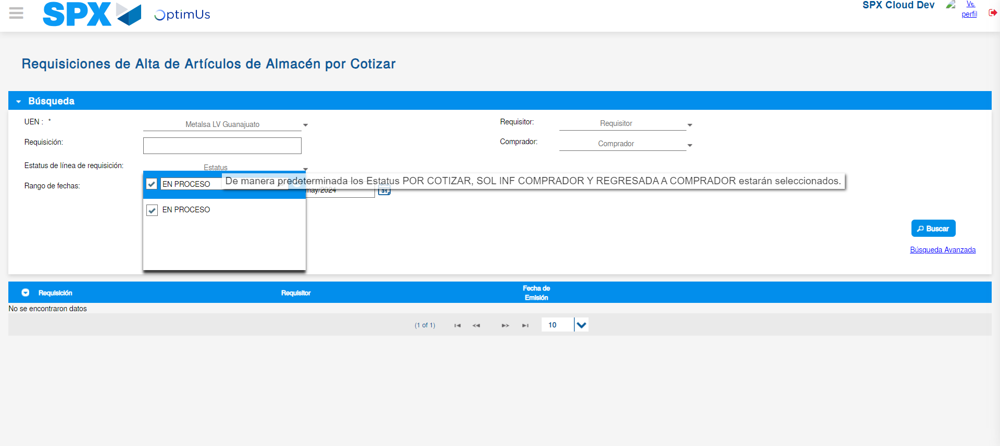 SPX OptimUs
SPX Cloud Dev
perfil
Requisiciones de Alta de Artículos de Almacén por Cotizar
Búsqueda
UEN : *
Metalsa LV Guanajuato
Requisitor:
Requisitor
Requisición:
Comprador:
Comprador
Estatus de línea de requisición:
Estatus
Rango de fechas:
EN PROCESO
De manera predeterminada los Estatus POR COTIZAR, SOL INF COMPRADOR Y REGRESADA A COMPRADOR estarán seleccionados.
may/2024
31
EN PROCESO
Buscar
Búsqueda Avanzada
Requisición
Requisitor
Fecha de
Emisión
No se encontraron datos
(1 of 1)
10